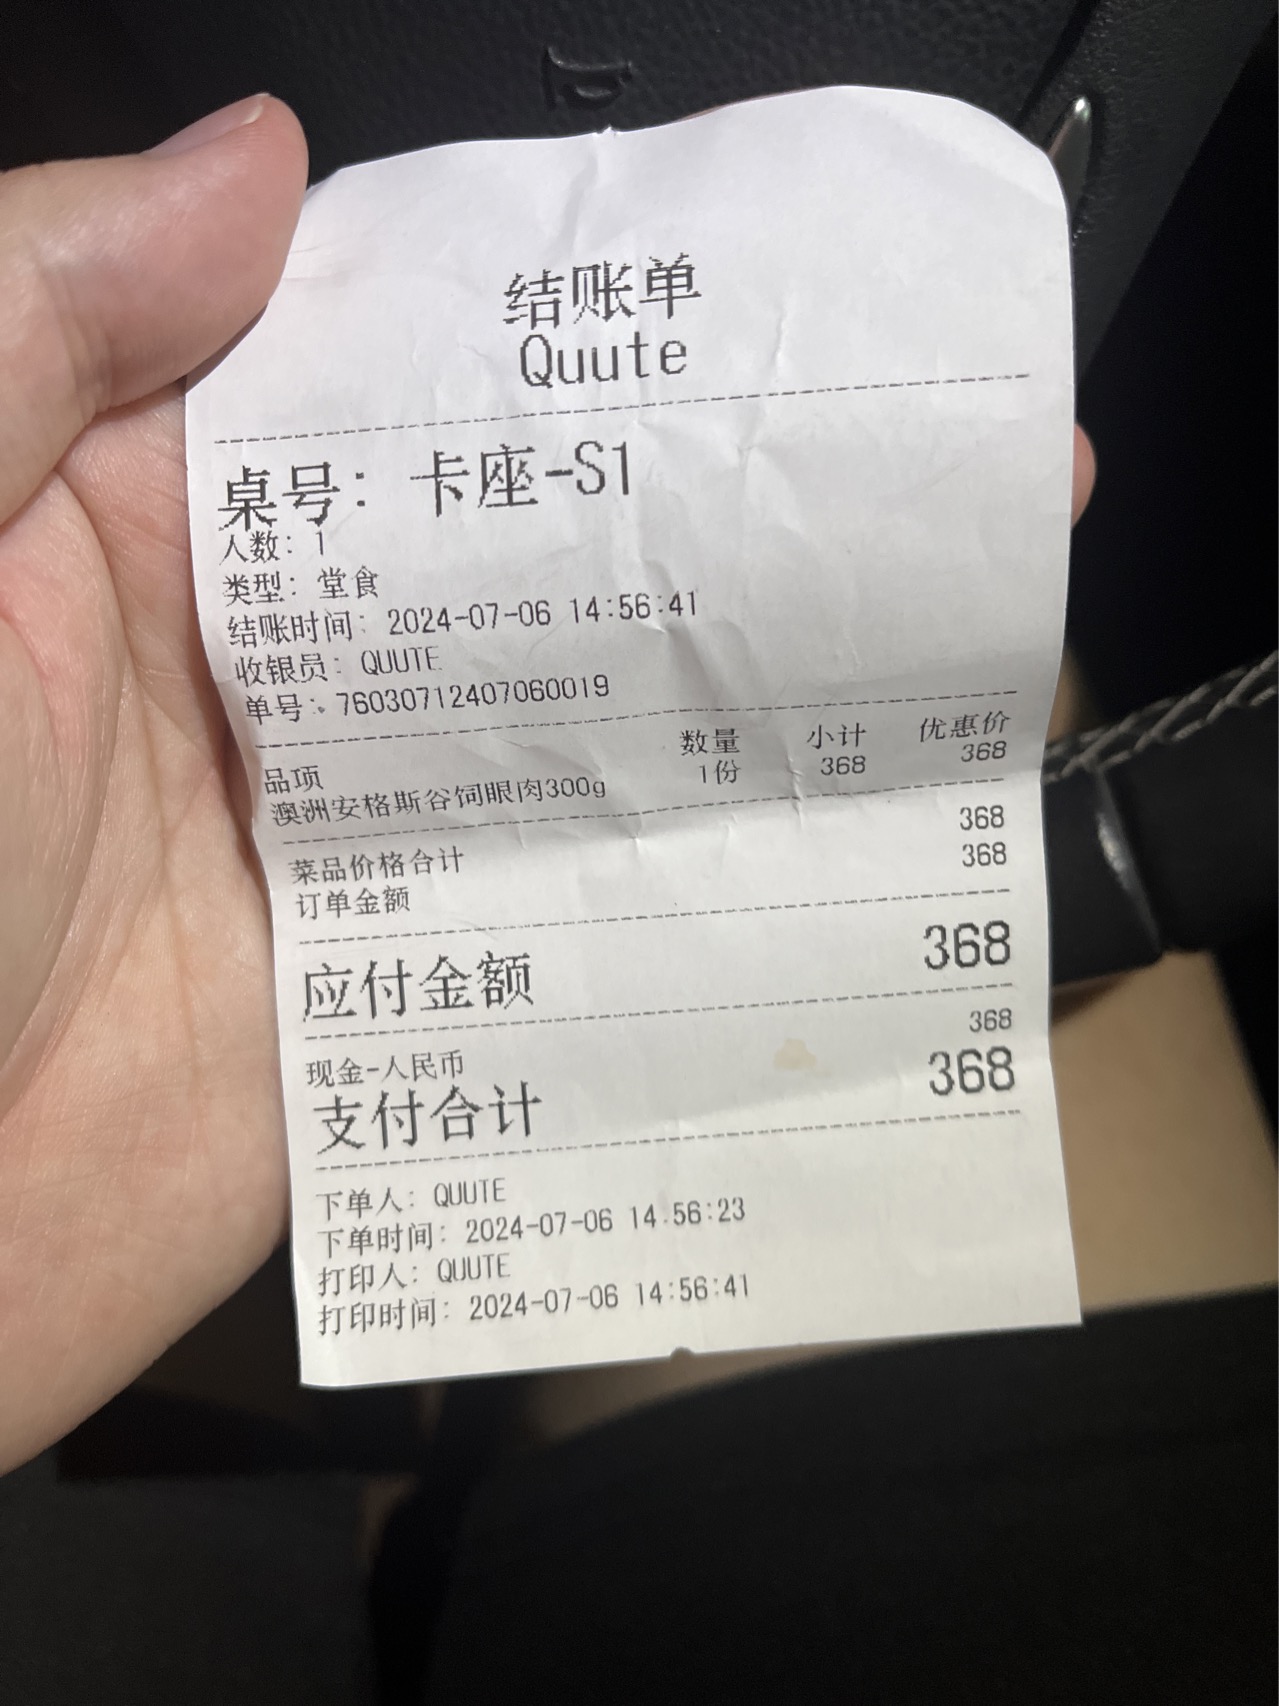 结账单
Quute
桌号: 卡座-S1
人数: 1
类型: 堂食
结账时间: 2024-07-06 14:56:41
收银员: QUUTE
单号: 76030712407060019
品项 数量 小计 优惠价
澳洲安格斯谷饲眼肉300g 1份 368 368
菜品价格合计 368
订单金额 368
应付金额 368
现金-人民币 368
支付合计 368
下单人: QUUTE
下单时间: 2024-07-06 14:56:23
打印人: QUUTE
打印时间: 2024-07-06 14:56:41